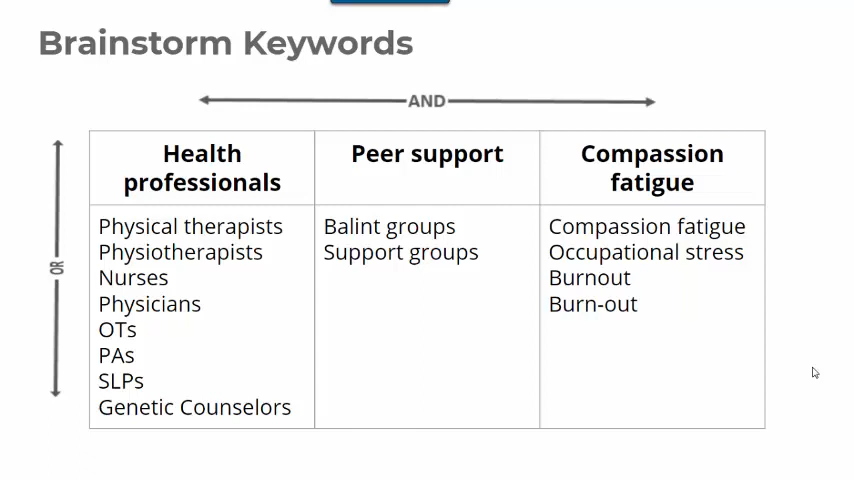 Brainstorm Keywords
AND
OR
Health
professionals
Peer support
Compassion
fatigue
Physical therapists
Physiotherapists
Nurses
Physicians
OTs
PAs
SLPs
Genetic Counselors
Balint groups
Support groups
Compassion fatigue
Occupational stress
Burnout
Burn-out